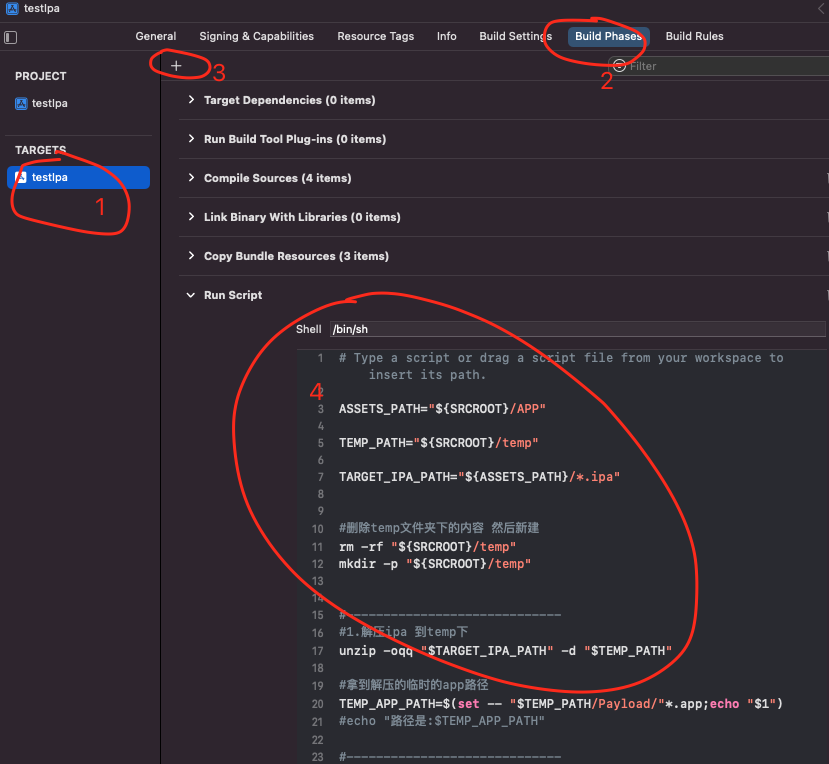 testIpa
General Signing & Capabilities Resource Tags Info Build Settings Build Phases Build Rules
+ 3 Filter
2
PROJECT
testIpa
TARGETS
testIpa
1
Target Dependencies (0 items)
Run Build Tool Plug-ins (0 items)
Compile Sources (4 items)
Link Binary With Libraries (0 items)
Copy Bundle Resources (3 items)
Run Script
Shell /bin/sh
4
1 # Type a script or drag a script file from your workspace to
insert its path.
2
3 ASSETS_PATH="${SRCROOT}/APP"
4
5 TEMP_PATH="${SRCROOT}/temp"
6
7 TARGET_IPA_PATH="${ASSETS_PATH}/*.ipa"
8
9
10 #删除temp文件夹下的内容 然后新建
11 rm -rf "${SRCROOT}/temp"
12 mkdir -p "${SRCROOT}/temp"
13
14
15 #-----------------------------
16 #1.解压ipa 到temp下
17 unzip -oqq "$TARGET_IPA_PATH" -d "$TEMP_PATH"
18
19 #拿到解压的临时的app路径
20 TEMP_APP_PATH=$(set -- "$TEMP_PATH/Payload/"*.app;echo "$1")
21 #echo "路径是:$TEMP_APP_PATH"
22
23 #-----------------------------